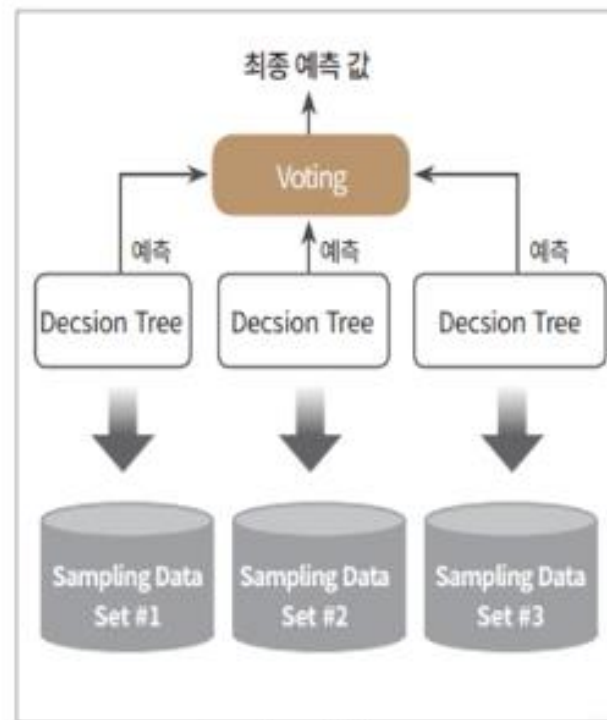 최종 예측 값
Voting
예측 예측 예측
Decsion Tree Decsion Tree Decsion Tree
Sampling Data Set #1
Sampling Data Set #2
Sampling Data Set #3